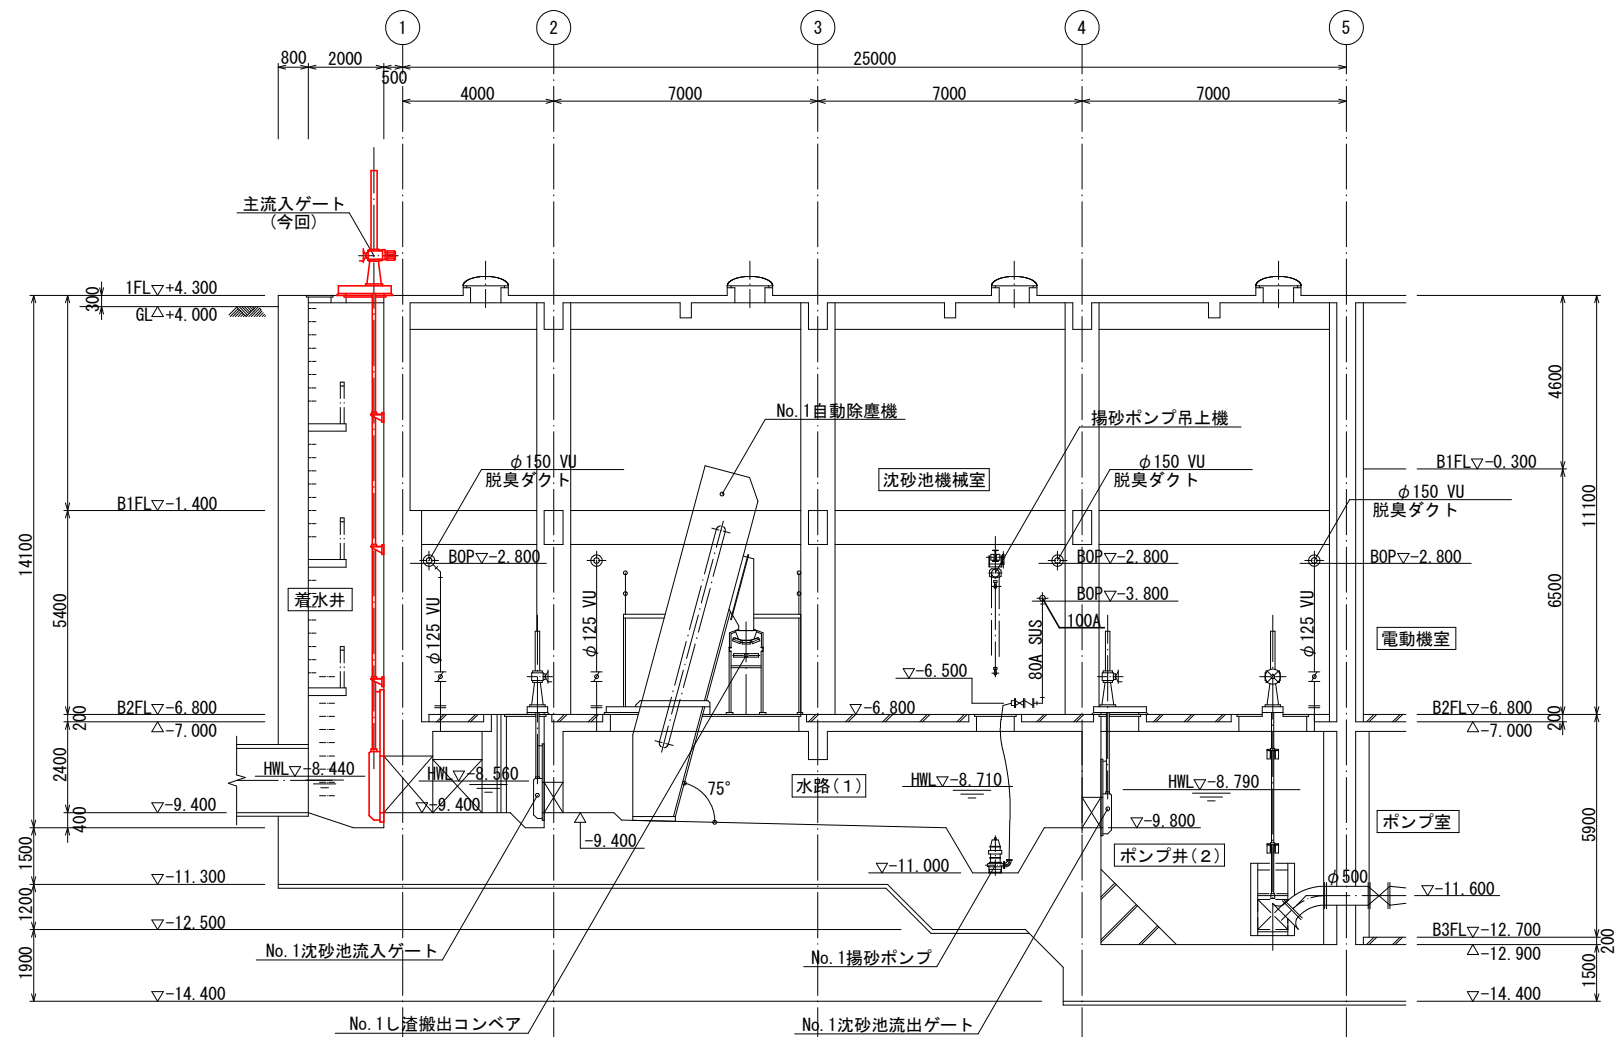 1
2
3
4
5
800
2000
500
25000
4000
7000
7000
7000
主流入ゲート
(今回)
1FL▽+4.300
300
GL△+4.000
4600
No.1自動除塵機
揚砂ポンプ吊上機
φ150 VU
脱臭ダクト
沈砂池機械室
φ150 VU
脱臭ダクト
B1FL▽-0.300
φ150 VU
脱臭ダクト
11100
B1FL▽-1.400
14100
BOP▽-2.800
BOP▽-2.800
BOP▽-2.800
BOP▽-3.800
6500
5400
着水井
φ125 VU
φ125 VU
100A
80A SUS
φ125 VU
電動機室
▽-6.500
B2FL▽-6.800
▽-6.800
B2FL▽-6.800
200
△-7.000
200
△-7.000
2400
HWL▽-8.440
HWL▽-8.560
75°
水路(1)
HWL▽-8.710
HWL▽-8.790
▽-9.400
▽-9.400
400
-9.400
▽-9.800
ポンプ室
5900
1500
ポンプ井(2)
▽-11.000
▽-11.300
φ500
▽-11.600
1200
▽-12.500
B3FL▽-12.700
200
No.1沈砂池流入ゲート
No.1揚砂ポンプ
△-12.900
1900
1500
▽-14.400
▽-14.400
No.1し渣搬出コンベア
No.1沈砂池流出ゲート